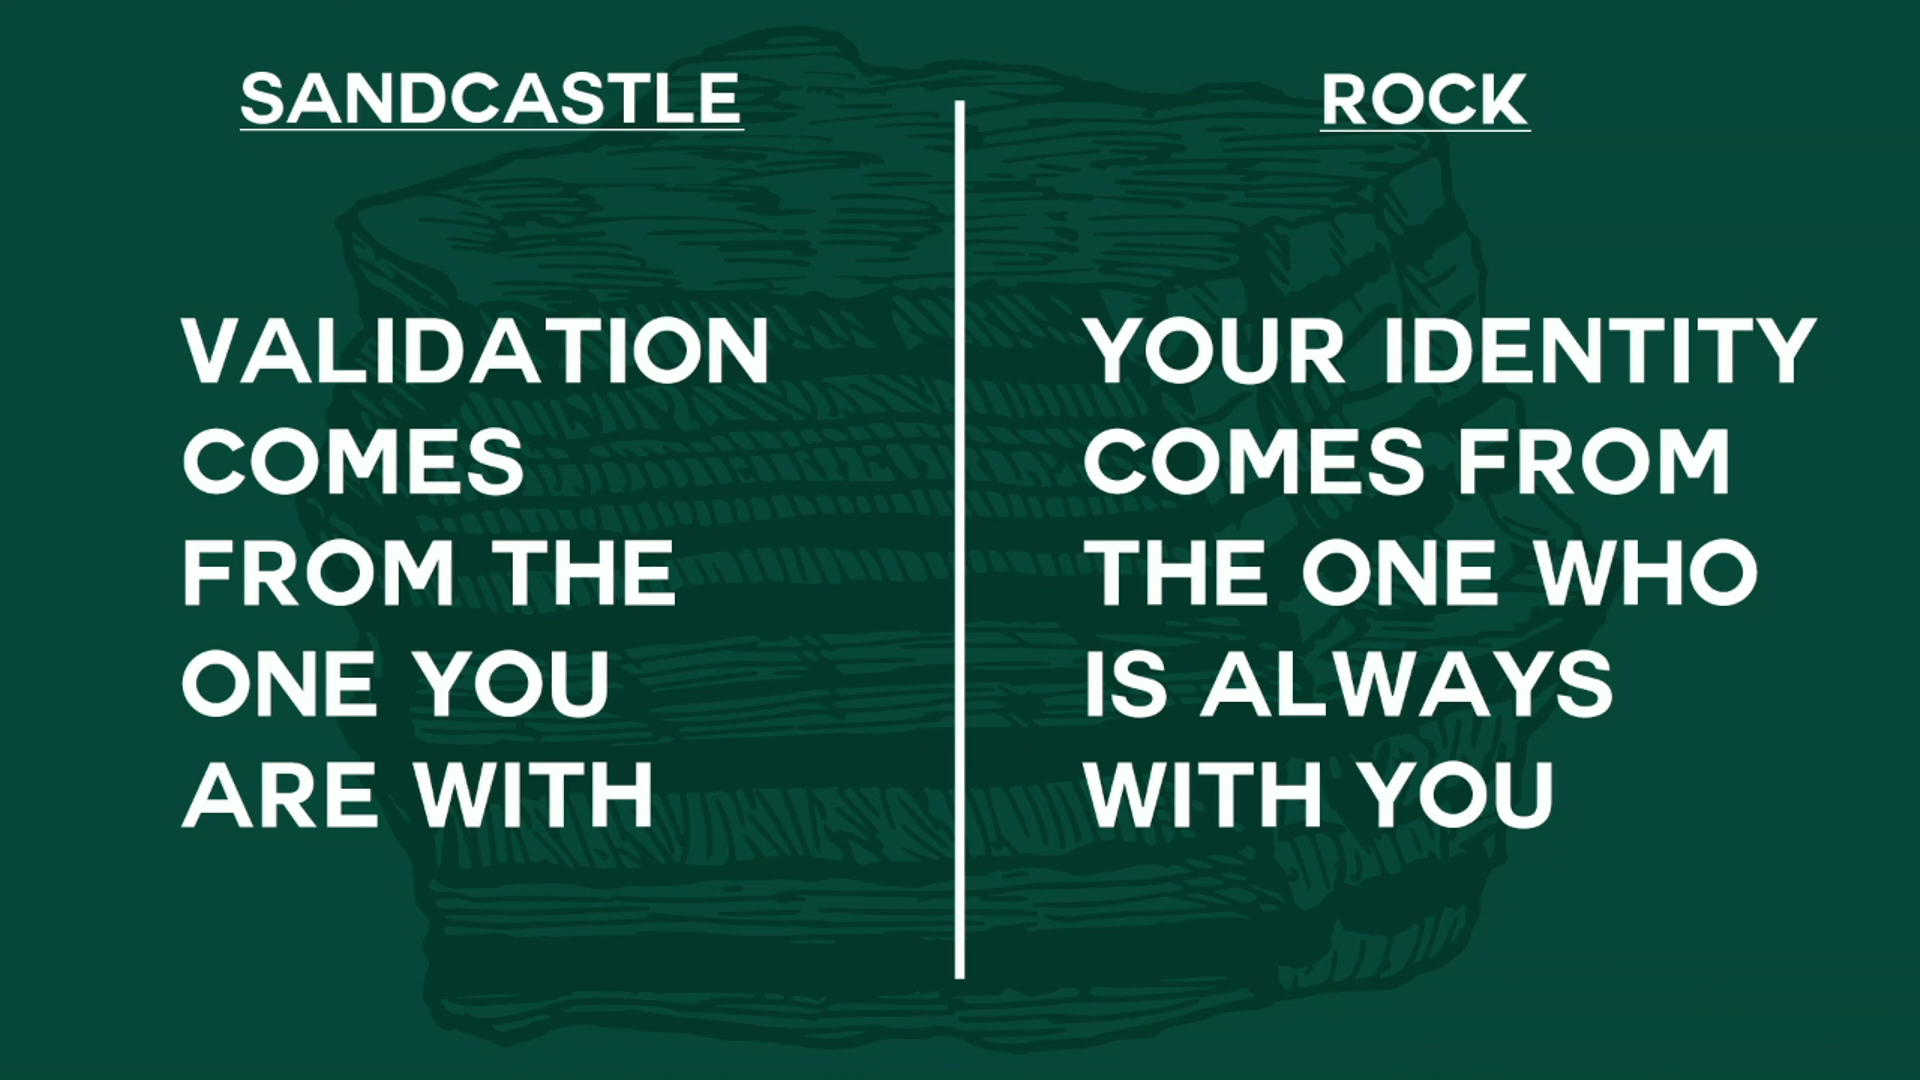 SANDCASTLE
VALIDATION
COMES
FROM THE
ONE YOU
ARE WITH
ROCK
YOUR IDENTITY
COMES FROM
THE ONE WHO
IS ALWAYS
WITH YOU